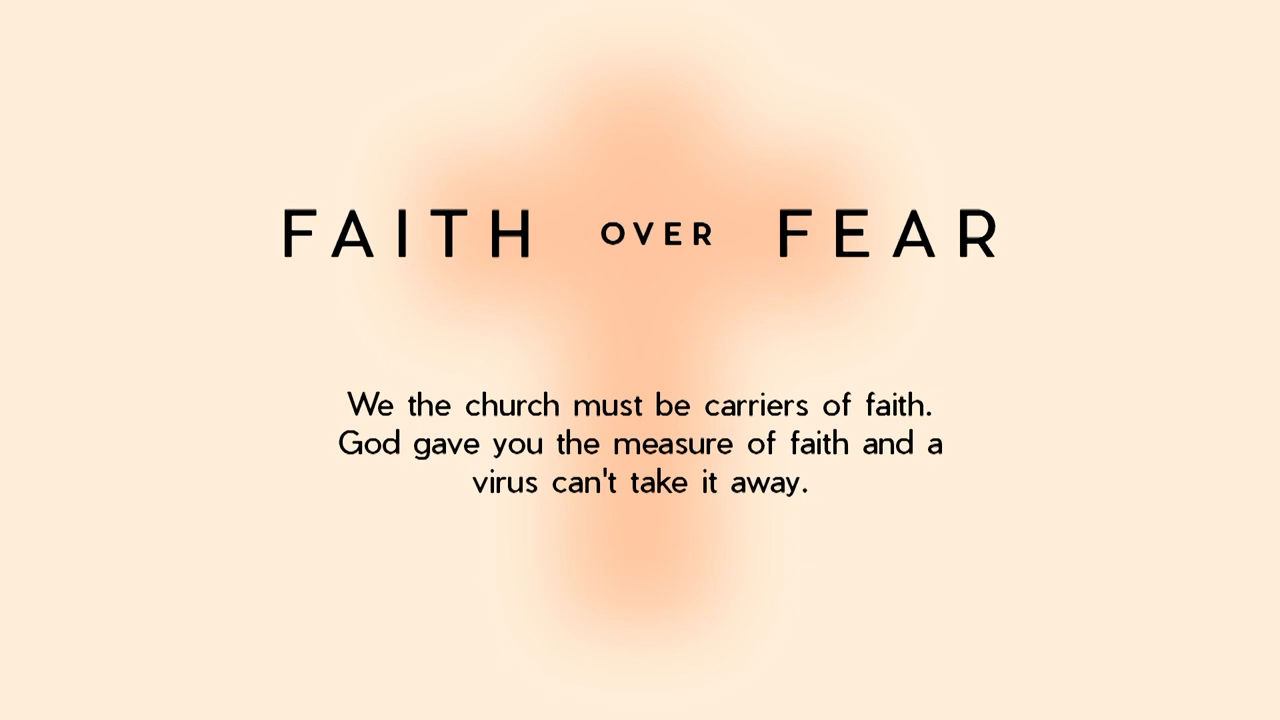 FAITH OVER FEAR
We the church must be carriers of faith.
God gave you the measure of faith and a
virus can't take it away.